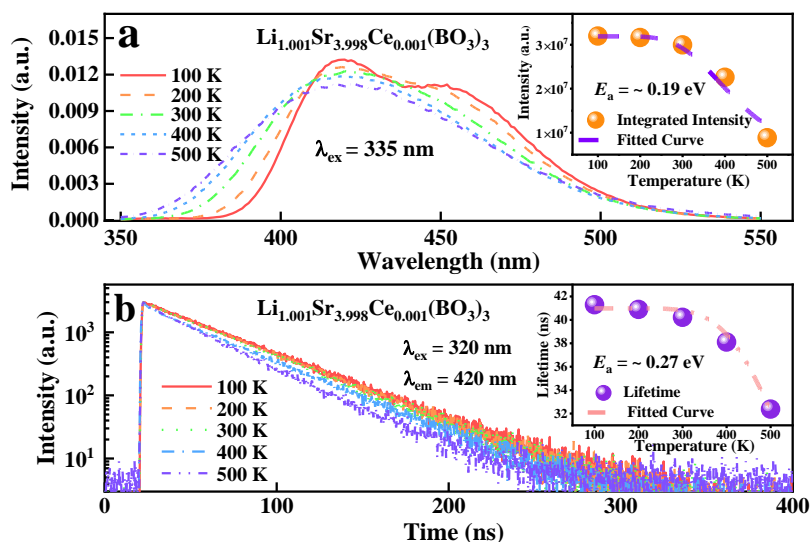 a
Li1.001Sr3.998Ce0.001(BO3)3
100 K
200 K
300 K
400 K
500 K
λex = 335 nm
Intensity (a.u.)
0.015
0.012
0.009
0.006
0.003
0.000
350
400
450
500
550
Wavelength (nm)
Intensity (a.u.)
3×10^7
2×10^7
1×10^7
Ea = ~ 0.19 eV
Integrated Intensity
Fitted Curve
100 200 300 400 500
Temperature (K)
b
Li1.001Sr3.998Ce0.001(BO3)3
λex = 320 nm
λem = 420 nm
100 K
200 K
300 K
400 K
500 K
Intensity (a.u.)
10^3
10^2
10^1
0
100
200
300
400
Time (ns)
Lifetime (ns)
42
40
38
36
34
32
Ea = ~ 0.27 eV
Lifetime
Fitted Curve
100 200 300 400 500
Temperature (K)